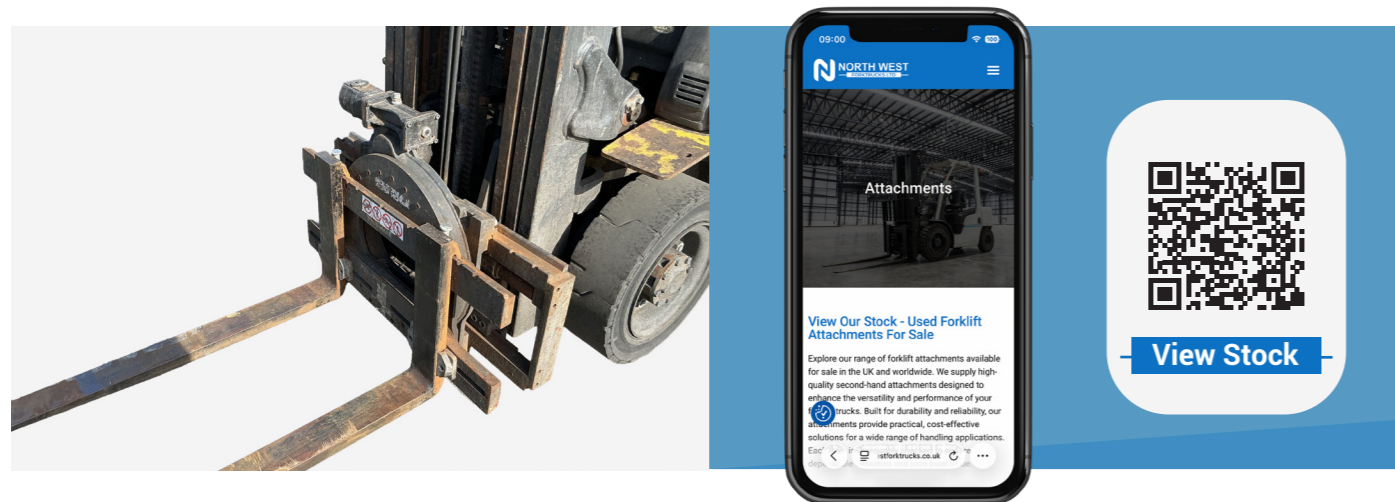 09:00
100
NORTH WEST
FORKTRUCKS LTD
Attachments
View Our Stock - Used Forklift
Attachments For Sale
Explore our range of forklift attachments available
for sale in the UK and worldwide. We supply high-
quality second-hand attachments designed to
enhance the versatility and performance of your
trucks. Built for durability and reliability, our
attachments provide practical, cost-effective
solutions for a wide range of handling applications.
stforktrucks.co.uk
View Stock